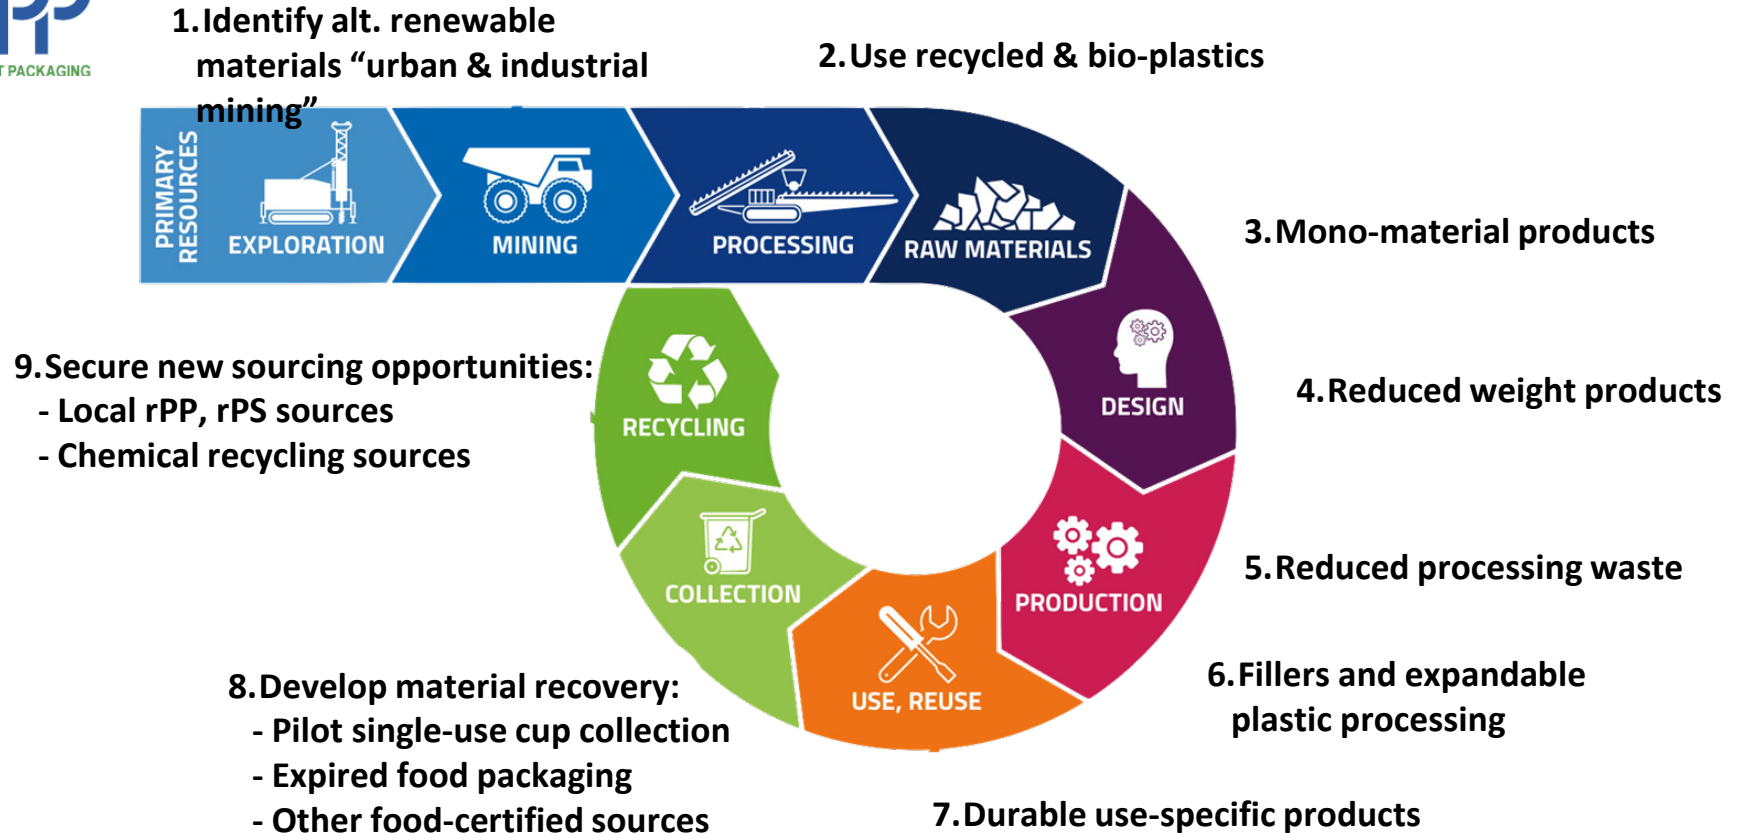 PP
T PACKAGING
1.Identify alt. renewable
materials “urban & industrial
mining”
2.Use recycled & bio-plastics
PRIMARY
RESOURCES
EXPLORATION
MINING
PROCESSING
RAW MATERIALS
3.Mono-material products
DESIGN
4.Reduced weight products
9.Secure new sourcing opportunities:
- Local rPP, rPS sources
- Chemical recycling sources
RECYCLING
COLLECTION
PRODUCTION
5.Reduced processing waste
USE, REUSE
6.Fillers and expandable
plastic processing
8.Develop material recovery:
- Pilot single-use cup collection
- Expired food packaging
- Other food-certified sources
7.Durable use-specific products